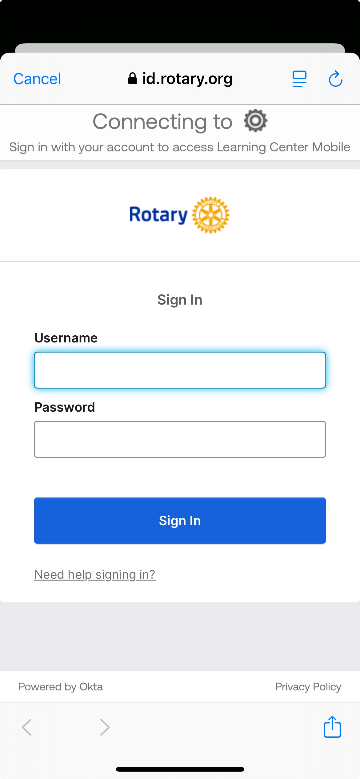 Cancel
id.rotary.org
Connecting to
Sign in with your account to access Learning Center Mobile
Rotary
Sign In
Username
Password
Sign In
Need help signing in?
Powered by Okta
Privacy Policy